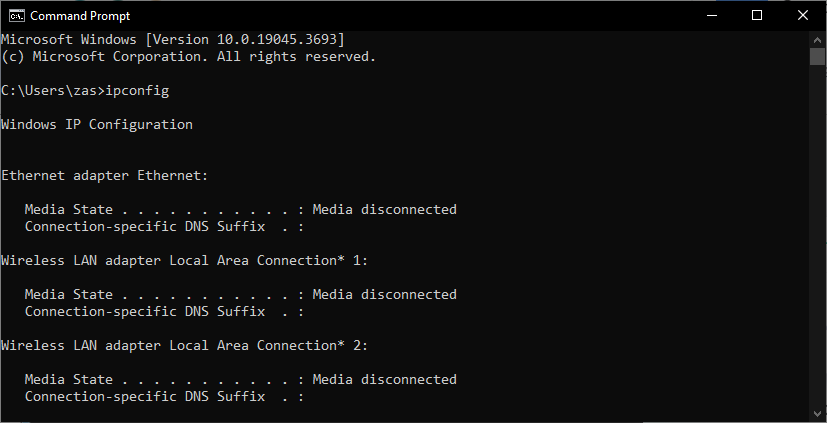 Command Prompt
Microsoft Windows [Version 10.0.19045.3693]
(c) Microsoft Corporation. All rights reserved.
C:\Users\zas>ipconfig
Windows IP Configuration
Ethernet adapter Ethernet:
Media State . . . . . . . . . . . : Media disconnected
Connection-specific DNS Suffix  . :
Wireless LAN adapter Local Area Connection* 1:
Media State . . . . . . . . . . . : Media disconnected
Connection-specific DNS Suffix  . :
Wireless LAN adapter Local Area Connection* 2:
Media State . . . . . . . . . . . : Media disconnected
Connection-specific DNS Suffix  . :